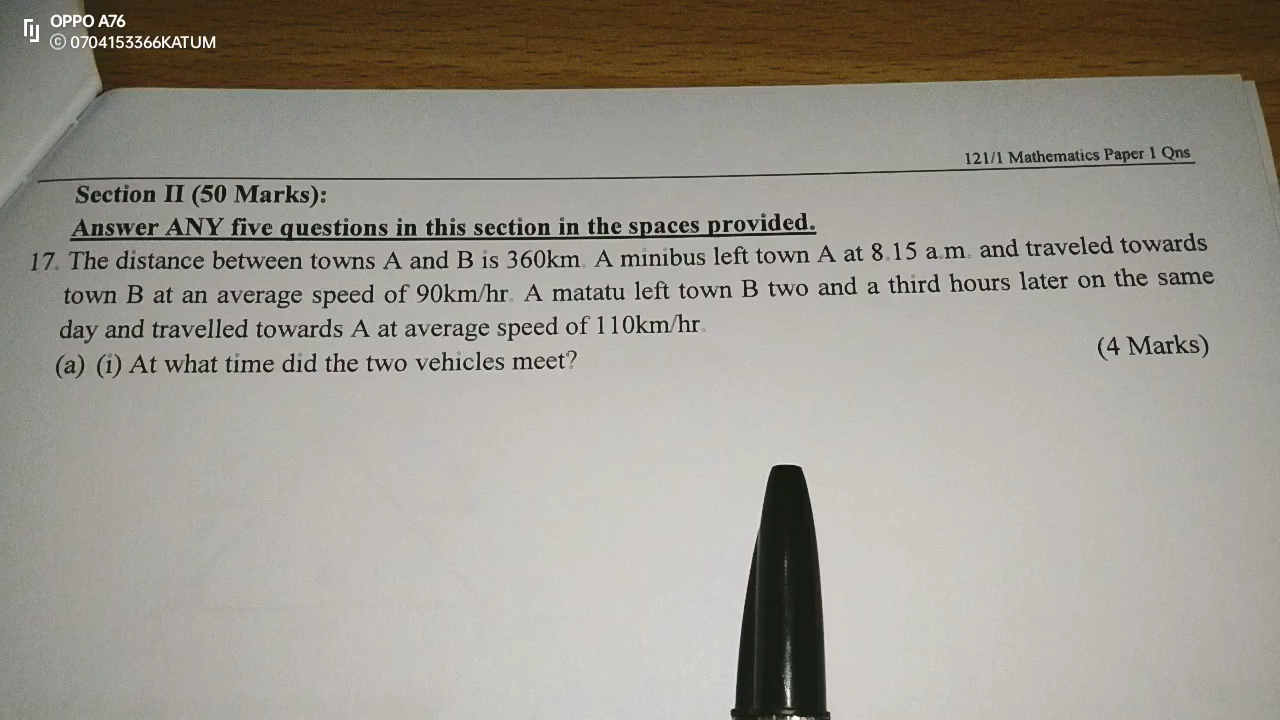 OPPO A76
© 0704153366KATUM
121/1 Mathematics Paper 1 Qns
Section II (50 Marks):
Answer ANY five questions in this section in the spaces provided.
17. The distance between towns A and B is 360km. A minibus left town A at 8.15 a.m. and traveled towards
town B at an average speed of 90km/hr. A matatu left town B two and a third hours later on the same
day and travelled towards A at average speed of 110km/hr.
(a) (i) At what time did the two vehicles meet? (4 Marks)